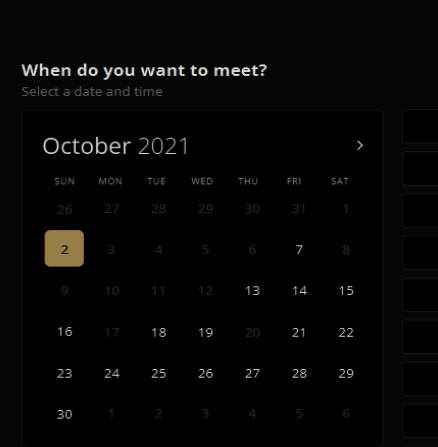 When do you want to meet?
Select a date and time
October 2021 >
SUN MON TUE WED THU FRI SAT
26 27 28 29 30 31 1
2 3 4 5 6 7 8
9 10 11 12 13 14 15
16 17 18 19 20 21 22
23 24 25 26 27 28 29
30 1 2 3 4 5 6